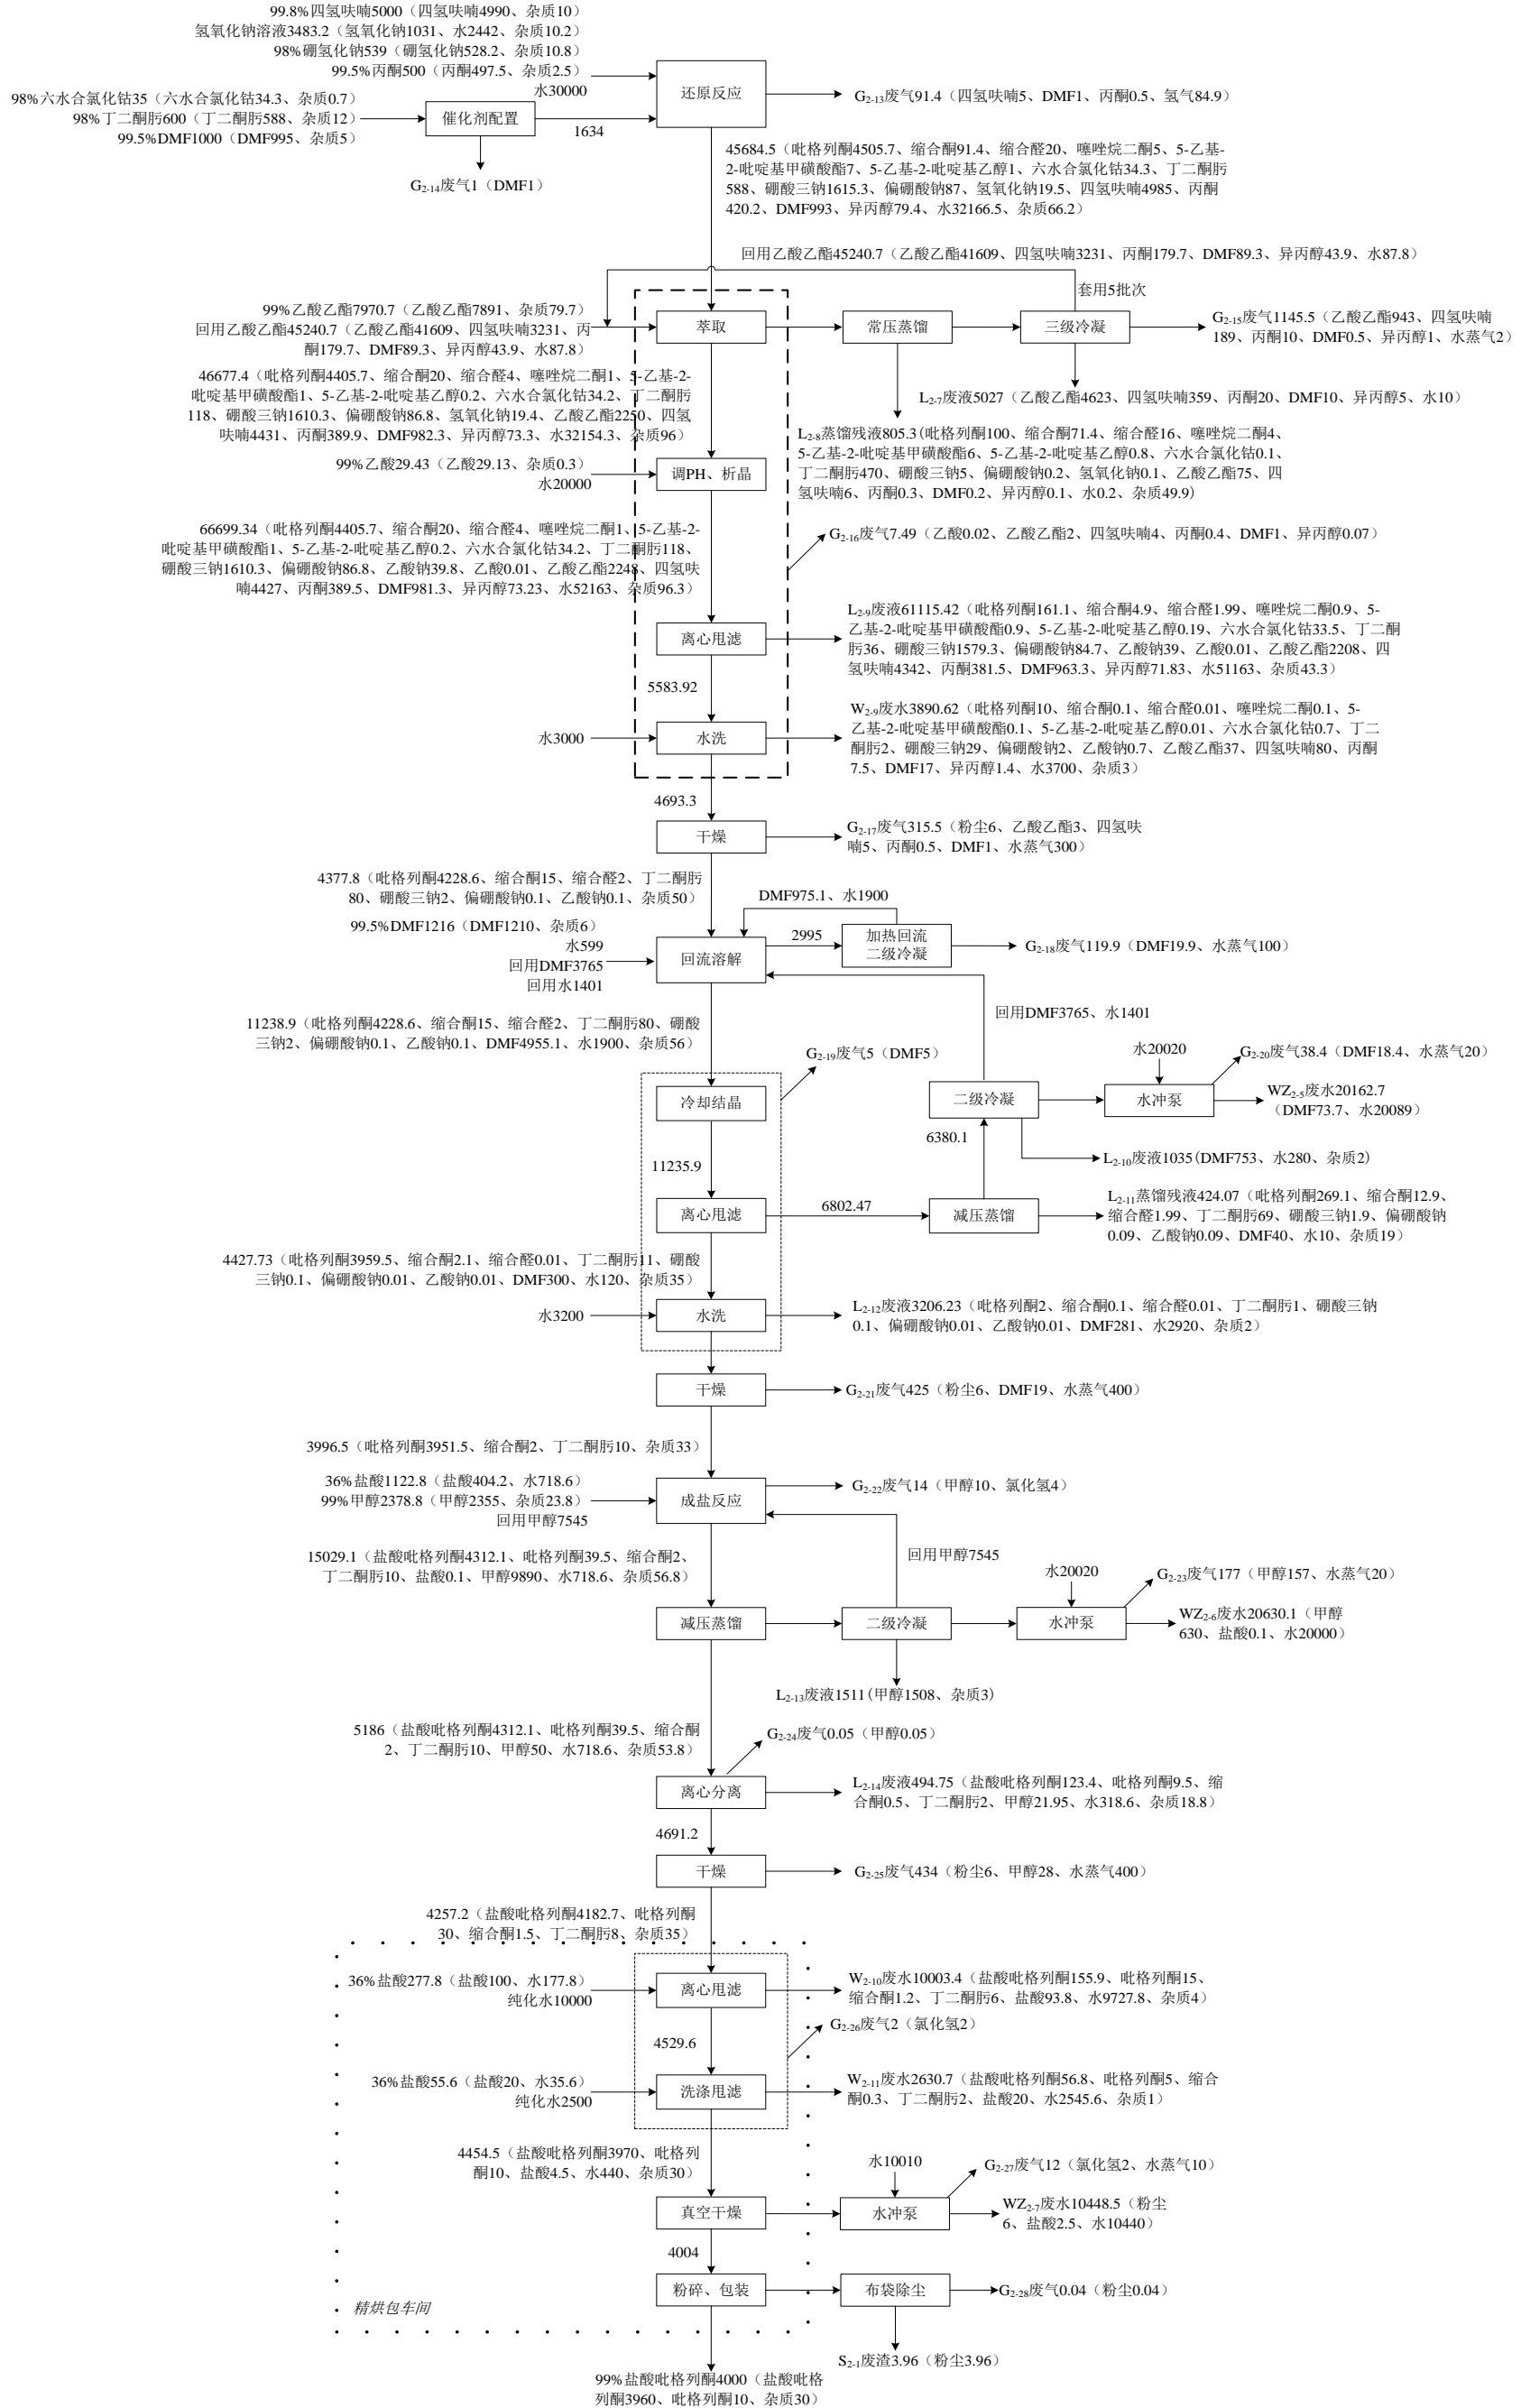 99.8%四氢呋喃5000（四氢呋喃4990、杂质10）
氢氧化钠溶液3483.2（氢氧化钠1031、水2442、杂质10.2）
98%硼氢化钠539（硼氢化钠528.2、杂质10.8）
99.5%丙酮500（丙酮497.5、杂质2.5）
水30000
还原反应
G2-13废气91.4（四氢呋喃5、DMF1、丙酮0.5、氢气84.9）
98%六水合氯化钴35（六水合氯化钴34.3、杂质0.7）
98%丁二酮肟600（丁二酮肟588、杂质12）
99.5%DMF1000（DMF995、杂质5）
催化剂配置
1634
G2-14废气1（DMF1）
45684.5（吡格列酮4505.7、缩合酮91.4、缩合醛20、噻唑烷二酮5、5-乙基-
2-吡啶基甲磺酸酯7、5-乙基-2-吡啶基乙醇1、六水合氯化钴34.3、丁二酮肟
588、硼酸三钠1615.3、偏硼酸钠87、氢氧化钠19.5、四氢呋喃4985、丙酮
420.2、DMF993、异丙醇79.4、水32166.5、杂质66.2）
回用乙酸乙酯45240.7（乙酸乙酯41609、四氢呋喃3231、丙酮179.7、DMF89.3、异丙醇43.9、水87.8）
套用5批次
99%乙酸乙酯7970.7（乙酸乙酯7891、杂质79.7）
回用乙酸乙酯45240.7（乙酸乙酯41609、四氢呋喃3231、丙
酮179.7、DMF89.3、异丙醇43.9、水87.8）
萃取
常压蒸馏
三级冷凝
G2-15废气1145.5（乙酸乙酯943、四氢呋喃
189、丙酮10、DMF0.5、异丙醇1、水蒸气2）
L2-7废液5027（乙酸乙酯4623、四氢呋喃359、丙酮20、DMF10、异丙醇5、水10）
46677.4（吡格列酮4405.7、缩合酮20、缩合醛4、噻唑烷二酮1、5-乙基-2-
吡啶基甲磺酸酯1、5-乙基-2-吡啶基乙醇0.2、六水合氯化钴34.2、丁二酮肟
118、硼酸三钠1610.3、偏硼酸钠86.8、氢氧化钠19.4、乙酸乙酯2250、四氢
呋喃4431、丙酮389.9、DMF982.3、异丙醇73.3、水32154.3、杂质96）
L2-8蒸馏残液805.3(吡格列酮100、缩合酮71.4、缩合醛16、噻唑烷二酮4、
5-乙基-2-吡啶基甲磺酸酯6、5-乙基-2-吡啶基乙醇0.8、六水合氯化钴0.1、
丁二酮肟470、硼酸三钠5、偏硼酸钠0.2、氢氧化钠0.1、乙酸乙酯75、四
氢呋喃6、丙酮0.3、DMF0.2、异丙醇0.1、水0.2、杂质49.9)
99%乙酸29.43（乙酸29.13、杂质0.3）
水20000
调PH、析晶
66699.34（吡格列酮4405.7、缩合酮20、缩合醛4、噻唑烷二酮1、5-乙基-2-
吡啶基甲磺酸酯1、5-乙基-2-吡啶基乙醇0.2、六水合氯化钴34.2、丁二酮肟118、
硼酸三钠1610.3、偏硼酸钠86.8、乙酸钠39.8、乙酸0.01、乙酸乙酯2248、四氢呋
喃4427、丙酮389.5、DMF981.3、异丙醇73.23、水52163、杂质96.3）
G2-16废气7.49（乙酸0.02、乙酸乙酯2、四氢呋喃4、丙酮0.4、DMF1、异丙醇0.07）
离心甩滤
L2-9废液61115.42（吡格列酮161.1、缩合酮4.9、缩合醛1.99、噻唑烷二酮0.9、5-
乙基-2-吡啶基甲磺酸酯0.9、5-乙基-2-吡啶基乙醇0.19、六水合氯化钴33.5、丁二酮
肟36、硼酸三钠1579.3、偏硼酸钠84.7、乙酸钠39、乙酸0.01、乙酸乙酯2208、四
氢呋喃4342、丙酮381.5、DMF963.3、异丙醇71.83、水51163、杂质43.3）
5583.92
水3000
水洗
W2-9废水3890.62（吡格列酮10、缩合酮0.1、缩合醛0.01、噻唑烷二酮0.1、5-
乙基-2-吡啶基甲磺酸酯0.1、5-乙基-2-吡啶基乙醇0.01、六水合氯化钴0.7、丁二
酮肟2、硼酸三钠29、偏硼酸钠2、乙酸钠0.7、乙酸乙酯37、四氢呋喃80、丙酮
7.5、DMF17、异丙醇1.4、水3700、杂质3）
4693.3
干燥
G2-17废气315.5（粉尘6、乙酸乙酯3、四氢呋
喃5、丙酮0.5、DMF1、水蒸气300）
4377.8（吡格列酮4228.6、缩合酮15、缩合醛2、丁二酮肟
80、硼酸三钠2、偏硼酸钠0.1、乙酸钠0.1、杂质50）
DMF975.1、水1900
99.5%DMF1216（DMF1210、杂质6）
水599
回用DMF3765
回用水1401
回流溶解
2995
加热回流
二级冷凝
G2-18废气119.9（DMF19.9、水蒸气100）
回用DMF3765、水1401
11238.9（吡格列酮4228.6、缩合酮15、缩合醛2、丁二酮肟80、硼酸
三钠2、偏硼酸钠0.1、乙酸钠0.1、DMF4955.1、水1900、杂质56）
G2-19废气5（DMF5）
水20020
G2-20废气38.4（DMF18.4、水蒸气20）
冷却结晶
二级冷凝
水冲泵
WZ2-5废水20162.7
（DMF73.7、水20089）
6380.1
11235.9
L2-10废液1035(DMF753、水280、杂质2)
离心甩滤
6802.47
减压蒸馏
L2-11蒸馏残液424.07（吡格列酮269.1、缩合酮12.9、
缩合醛1.99、丁二酮肟69、硼酸三钠1.9、偏硼酸钠
0.09、乙酸钠0.09、DMF40、水10、杂质19）
4427.73（吡格列酮3959.5、缩合酮2.1、缩合醛0.01、丁二酮肟11、硼酸
三钠0.1、偏硼酸钠0.01、乙酸钠0.01、DMF300、水120、杂质35）
水3200
水洗
L2-12废液3206.23（吡格列酮2、缩合酮0.1、缩合醛0.01、丁二酮肟1、硼酸三钠
0.1、偏硼酸钠0.01、乙酸钠0.01、DMF281、水2920、杂质2）
干燥
G2-21废气425（粉尘6、DMF19、水蒸气400）
3996.5（吡格列酮3951.5、缩合酮2、丁二酮肟10、杂质33）
36%盐酸1122.8（盐酸404.2、水718.6）
99%甲醇2378.8（甲醇2355、杂质23.8）
回用甲醇7545
成盐反应
G2-22废气14（甲醇10、氯化氢4）
回用甲醇7545
15029.1（盐酸吡格列酮4312.1、吡格列酮39.5、缩合酮2、
丁二酮肟10、盐酸0.1、甲醇9890、水718.6、杂质56.8）
水20020
G2-23废气177（甲醇157、水蒸气20）
减压蒸馏
二级冷凝
水冲泵
WZ2-6废水20630.1（甲醇
630、盐酸0.1、水20000）
L2-13废液1511(甲醇1508、杂质3)
5186（盐酸吡格列酮4312.1、吡格列酮39.5、缩合酮
2、丁二酮肟10、甲醇50、水718.6、杂质53.8）
G2-24废气0.05（甲醇0.05）
离心分离
L2-14废液494.75（盐酸吡格列酮123.4、吡格列酮9.5、缩
合酮0.5、丁二酮肟2、甲醇21.95、水318.6、杂质18.8）
4691.2
干燥
G2-25废气434（粉尘6、甲醇28、水蒸气400）
4257.2（盐酸吡格列酮4182.7、吡格列酮
30、缩合酮1.5、丁二酮肟8、杂质35）
36%盐酸277.8（盐酸100、水177.8）
纯化水10000
离心甩滤
W2-10废水10003.4（盐酸吡格列酮155.9、吡格列酮15、
缩合酮1.2、丁二酮肟6、盐酸93.8、水9727.8、杂质4）
G2-26废气2（氯化氢2）
4529.6
36%盐酸55.6（盐酸20、水35.6）
纯化水2500
洗涤甩滤
W2-11废水2630.7（盐酸吡格列酮56.8、吡格列酮5、缩合
酮0.3、丁二酮肟2、盐酸20、水2545.6、杂质1）
4454.5（盐酸吡格列酮3970、吡格列
酮10、盐酸4.5、水440、杂质30）
水10010
G2-27废气12（氯化氢2、水蒸气10）
真空干燥
水冲泵
WZ2-7废水10448.5（粉尘
6、盐酸2.5、水10440）
4004
粉碎、包装
布袋除尘
G2-28废气0.04（粉尘0.04）
精烘包车间
S2-1废渣3.96（粉尘3.96）
99%盐酸吡格列酮4000（盐酸吡格
列酮3960、吡格列酮10、杂质30）